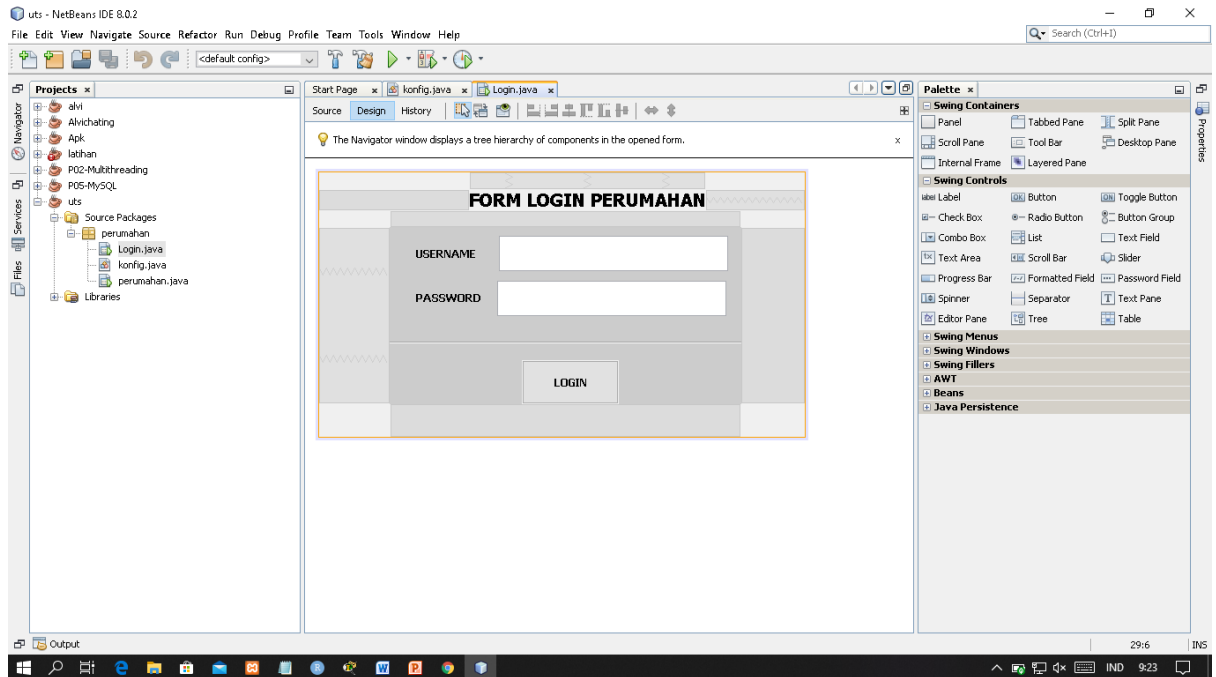 uts - NetBeans IDE 8.0.2
File Edit View Navigate Source Refactor Run Debug Profile Team Tools Window Help
Search (Ctrl+I)
<default config>
Projects
alvi
Alvichating
Apk
latihan
P02-Multithreading
P05-MySQL
uts
Source Packages
perumahan
Login.java
konfig.java
perumahan.java
Libraries
Navigator
Services
Files
Start Page
konfig.java
Login.java
Source Design History
The Navigator window displays a tree hierarchy of components in the opened form.
FORM LOGIN PERUMAHAN
USERNAME
PASSWORD
LOGIN
Palette
Swing Containers
Panel Tabbed Pane Split Pane
Scroll Pane Tool Bar Desktop Pane
Internal Frame Layered Pane
Swing Controls
label Label OK Button ON Toggle Button
Check Box Radio Button Button Group
Combo Box List Text Field
Text Area Scroll Bar Slider
Progress Bar Formatted Field Password Field
Spinner Separator Text Pane
Editor Pane Tree Table
Swing Menus
Swing Windows
Swing Fillers
AWT
Beans
Java Persistence
Properties
Output
29:6 INS
IND 9:23